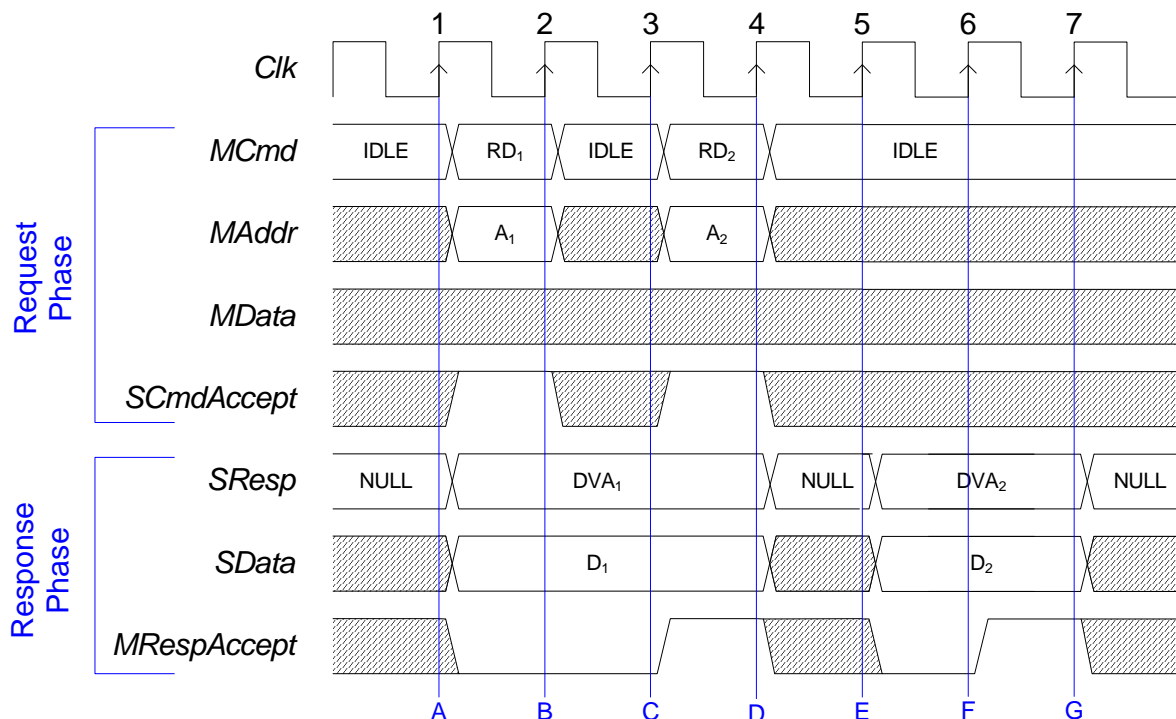 1 2 3 4 5 6 7
Clk
Request Phase
MCmd IDLE RD₁ IDLE RD₂ IDLE
MAddr A₁ A₂
MData
SCmdAccept
Response Phase
SResp NULL DVA₁ NULL DVA₂ NULL
SData D₁ D₂
MRespAccept
A B C D E F G